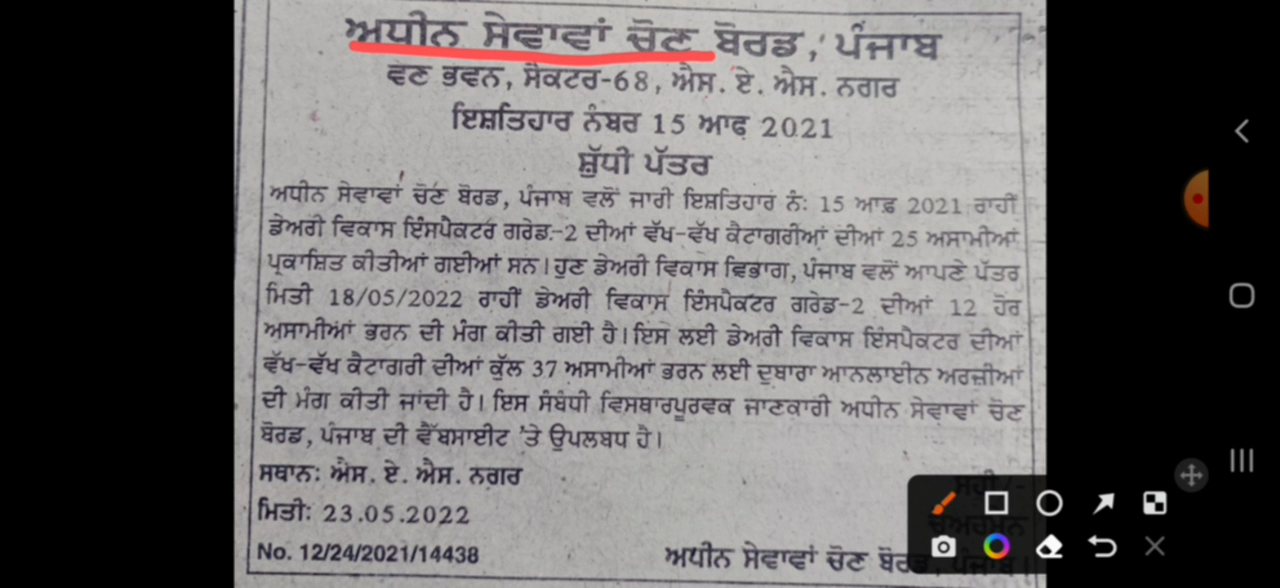 ਅਧੀਨ ਸੇਵਾਵਾਂ ਚੋਣ ਬੋਰਡ, ਪੰਜਾਬ
ਵਣ ਭਵਨ, ਸੈਕਟਰ-68, ਐਸ. ਏ. ਐਸ. ਨਗਰ
ਇਸ਼ਤਿਹਾਰ ਨੰਬਰ 15 ਆਫ਼ 2021
ਸ਼ੁੱਧੀ ਪੱਤਰ
ਅਧੀਨ ਸੇਵਾਵਾਂ ਚੋਣ ਬੋਰਡ, ਪੰਜਾਬ ਵਲੋਂ ਜਾਰੀ ਇਸ਼ਤਿਹਾਰ ਨੰ: 15 ਆਫ਼ 2021 ਰਾਹੀਂ
ਡੇਅਰੀ ਵਿਕਾਸ ਇੰਸਪੈਕਟਰ ਗਰੇਡ-2 ਦੀਆਂ ਵੱਖ-ਵੱਖ ਕੈਟਾਗਰੀਆਂ ਦੀਆਂ 25 ਅਸਾਮੀਆਂ
ਪ੍ਰਕਾਸ਼ਿਤ ਕੀਤੀਆਂ ਗਈਆਂ ਸਨ। ਹੁਣ ਡੇਅਰੀ ਵਿਕਾਸ ਵਿਭਾਗ, ਪੰਜਾਬ ਵਲੋਂ ਆਪਣੇ ਪੱਤਰ
ਮਿਤੀ 18/05/2022 ਰਾਹੀਂ ਡੇਅਰੀ ਵਿਕਾਸ ਇੰਸਪੈਕਟਰ ਗਰੇਡ-2 ਦੀਆਂ 12 ਹੋਰ
ਅਸਾਮੀਆਂ ਭਰਨ ਦੀ ਮੰਗ ਕੀਤੀ ਗਈ ਹੈ। ਇਸ ਲਈ ਡੇਅਰੀ ਵਿਕਾਸ ਇੰਸਪੈਕਟਰ ਦੀਆਂ
ਵੱਖ-ਵੱਖ ਕੈਟਾਗਰੀ ਦੀਆਂ ਕੁੱਲ 37 ਅਸਾਮੀਆਂ ਭਰਨ ਲਈ ਦੁਬਾਰਾ ਆਨਲਾਈਨ ਅਰਜ਼ੀਆਂ
ਦੀ ਮੰਗ ਕੀਤੀ ਜਾਂਦੀ ਹੈ। ਇਸ ਸੰਬੰਧੀ ਵਿਸਥਾਰਪੂਰਵਕ ਜਾਣਕਾਰੀ ਅਧੀਨ ਸੇਵਾਵਾਂ ਚੋਣ
ਬੋਰਡ, ਪੰਜਾਬ ਦੀ ਵੈੱਬਸਾਈਟ 'ਤੇ ਉਪਲਬਧ ਹੈ।
ਸਥਾਨ: ਐਸ. ਏ. ਐਸ. ਨਗਰ
ਸਹੀ/-
ਮਿਤੀ: 23.05.2022
ਚੇਅਰਮੈਨ
No. 12/24/2021/14438
ਅਧੀਨ ਸੇਵਾਵਾਂ ਚੋਣ ਬੋਰਡ, ਪੰਜਾਬ।